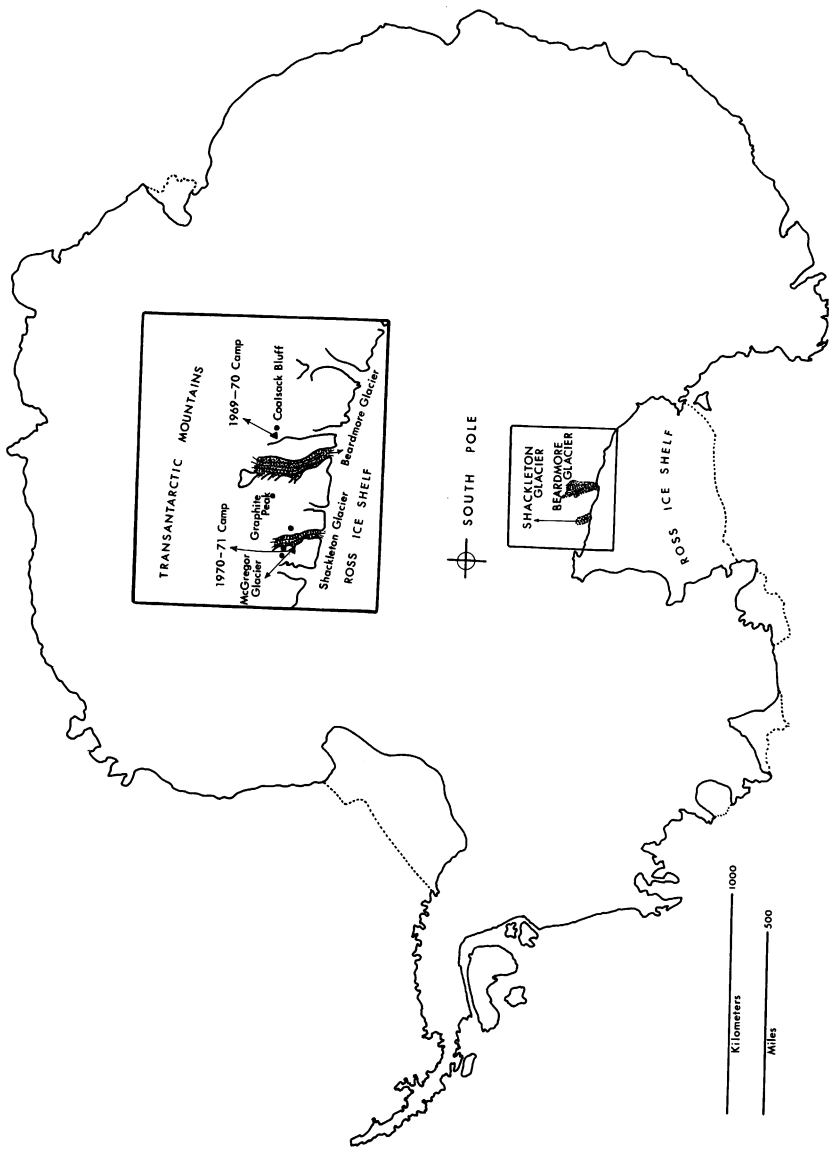 TRANSANTARCTIC MOUNTAINS
1969–70 Camp
Coalsack Bluff
Beardmore Glacier
1970–71 Camp
Graphite
Peak
McGregor
Glacier
Shackleton Glacier
ROSS ICE SHELF
SOUTH POLE
SHACKLETON
GLACIER
BEARDMORE
GLACIER
ROSS ICE SHELF
Kilometers
1000
Miles
500